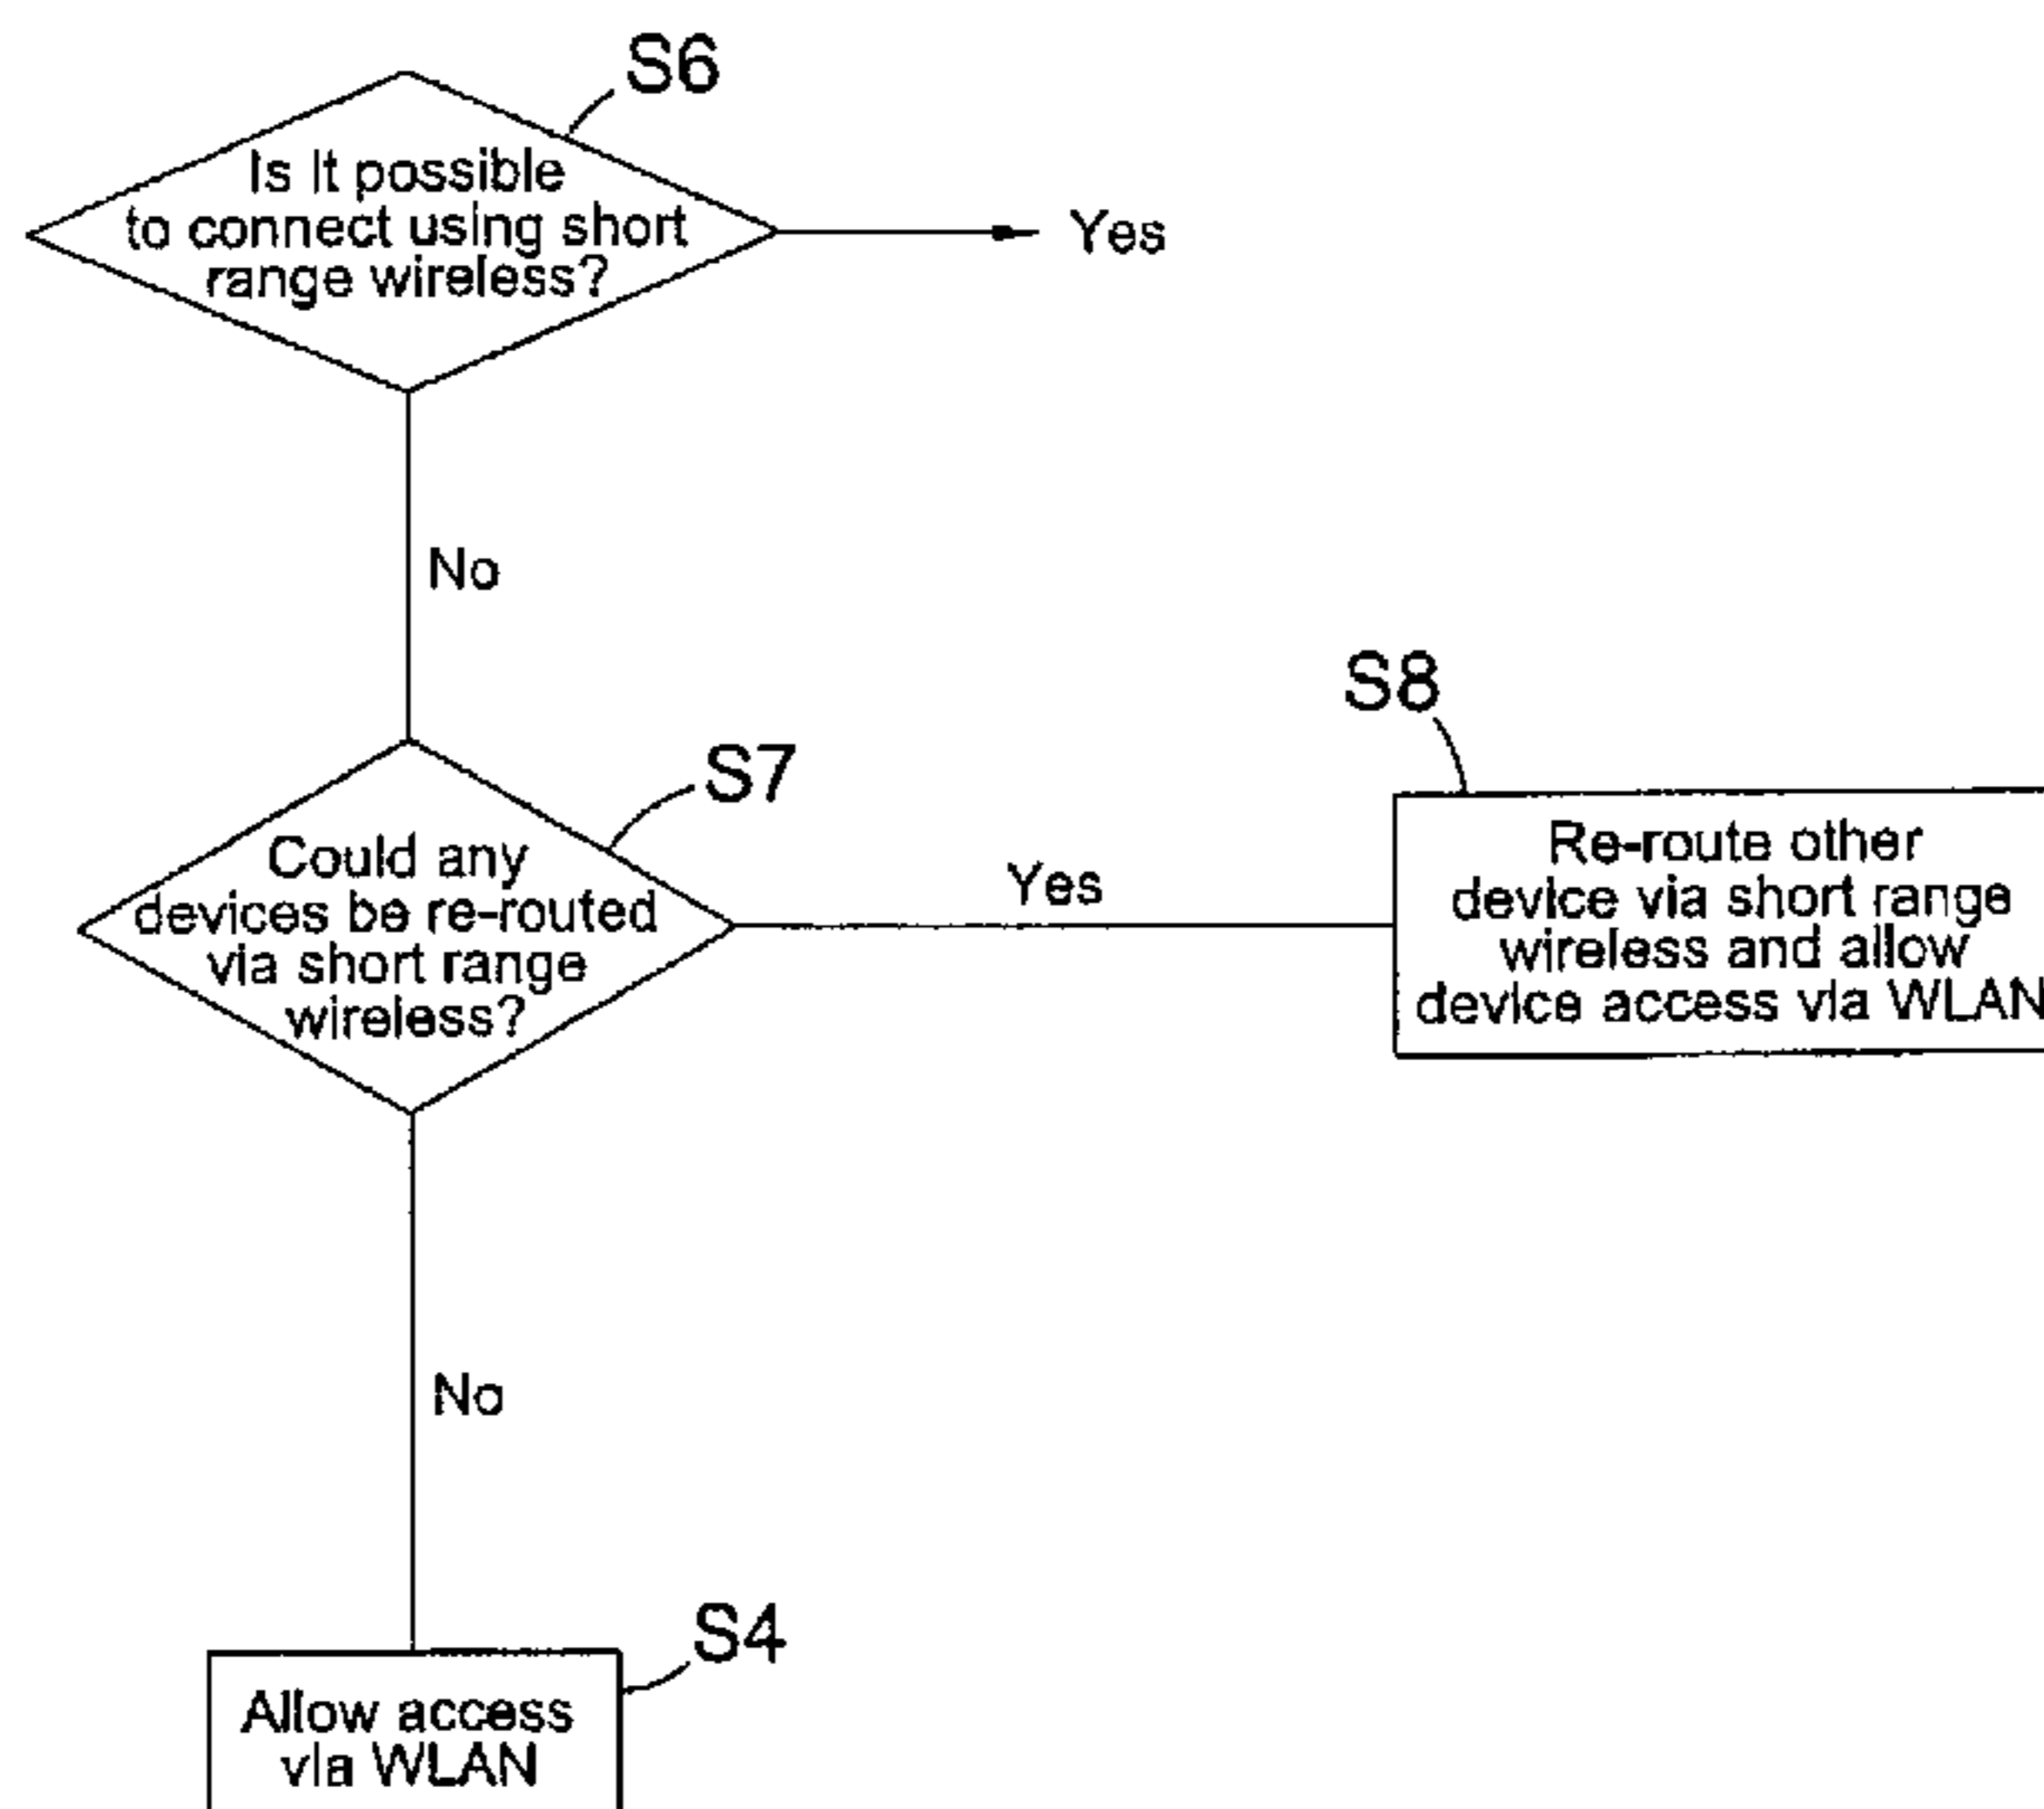 S6
Is It possible
to connect using short
range wireless?
Yes
No
S8
S7
Could any
devices be re-routed
via short range
wireless?
Yes
Re-route other
device via short range
wireless and allow
device access via WLAN
No
S4
Allow access
via WLAN